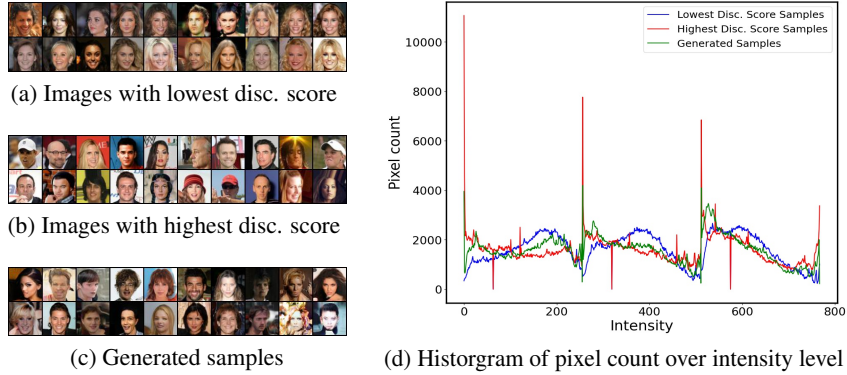 (a) Images with lowest disc. score
(b) Images with highest disc. score
(c) Generated samples
Lowest Disc. Score Samples
Highest Disc. Score Samples
Generated Samples
Pixel count
10000
8000
6000
4000
2000
0
0
200
400
600
800
Intensity
(d) Historgram of pixel count over intensity level